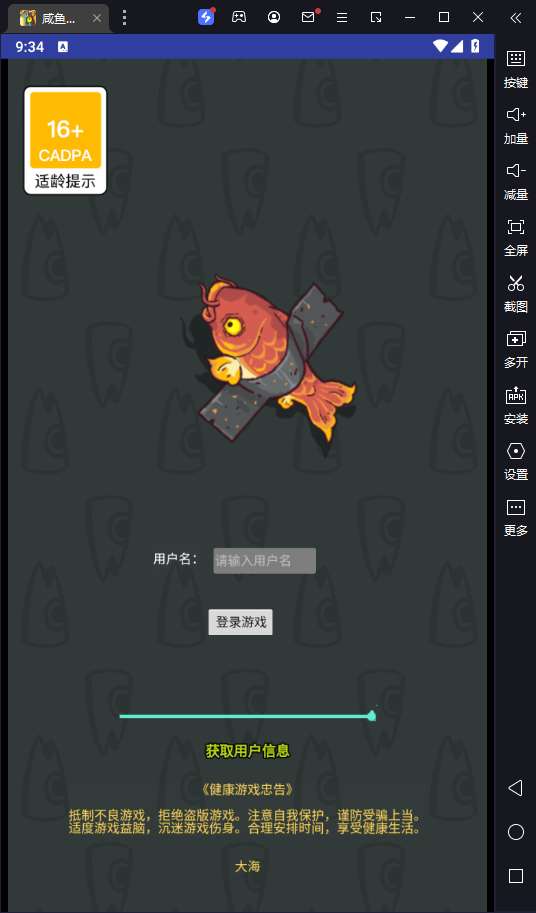 咸鱼...
9:34
A
16+
CADPA
适龄提示
用户名：
请输入用户名
登录游戏
获取用户信息
《健康游戏忠告》
抵制不良游戏，拒绝盗版游戏。注意自我保护，谨防受骗上当。
适度游戏益脑，沉迷游戏伤身。合理安排时间，享受健康生活。
大海
按键
加量
减量
全屏
截图
多开
APK
安装
设置
更多